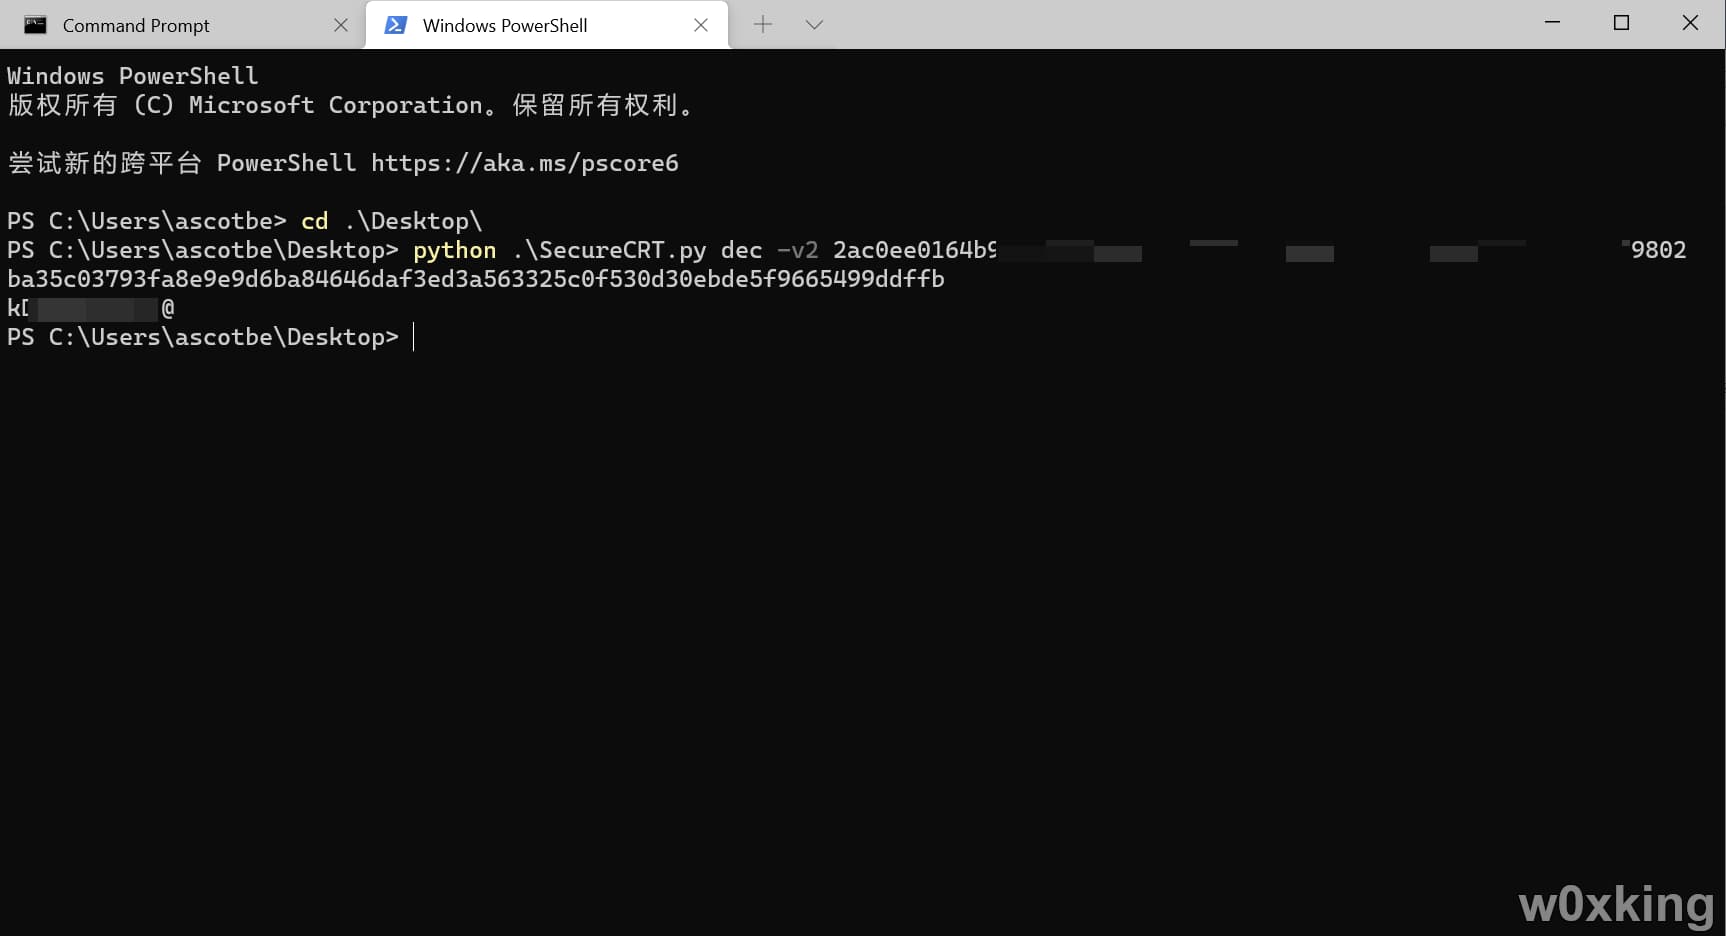 Command Prompt
Windows PowerShell
Windows PowerShell
版权所有 (C) Microsoft Corporation。保留所有权利。
尝试新的跨平台 PowerShell https://aka.ms/pscore6
PS C:\Users\ascotbe> cd .\Desktop\
PS C:\Users\ascotbe\Desktop> python .\SecureCRT.py dec -v2 2ac0ee0164b9 9802
ba35c03793fa8e9e9d6ba84646daf3ed3a563325c0f530d30ebde5f9665499ddffb
k @
PS C:\Users\ascotbe\Desktop>
w0xking